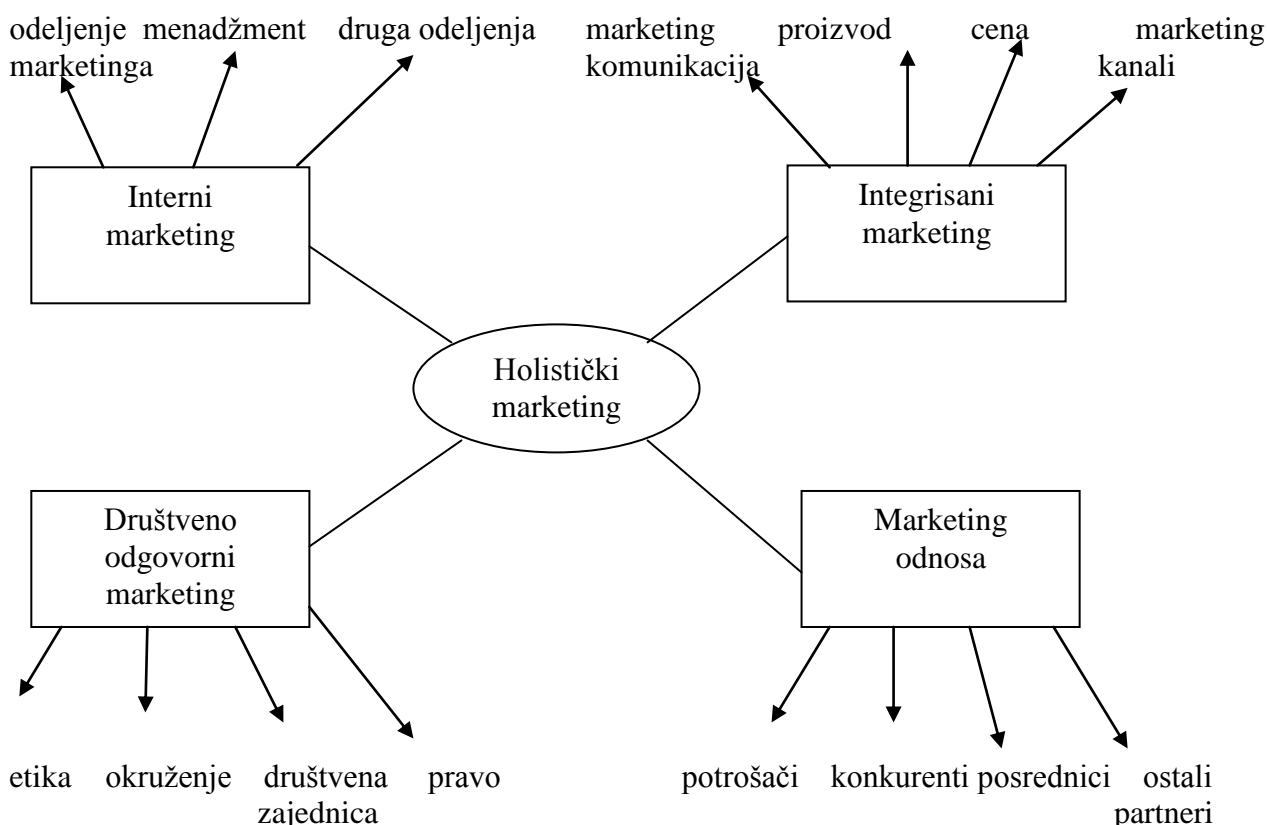 odeljenje menadžment druga odeljenja marketing proizvod cena marketing
marketinga komunikacija kanali
Interni
marketing
Integrisani
marketing
Holistički
marketing
Društveno
odgovorni
marketing
Marketing
odnosa
etika okruženje društvena pravo potrošači konkurenti posrednici ostali
zajednica partneri